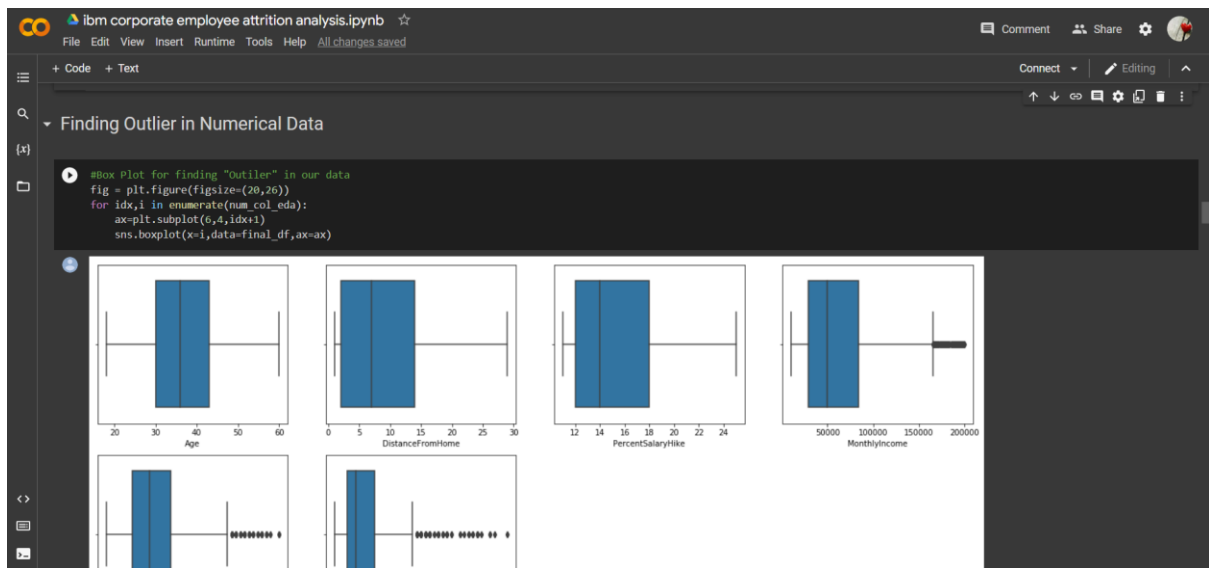 ibm corporate employee attrition analysis.ipynb
Comment Share
File Edit View Insert Runtime Tools Help All changes saved
+ Code + Text
Connect Editing
Finding Outlier in Numerical Data
{x}
#Box Plot for finding "Outiler" in our data
fig = plt.figure(figsize=(20,26))
for idx,i in enumerate(num_col_eda):
ax=plt.subplot(6,4,idx+1)
sns.boxplot(x=i,data=final_df,ax=ax)
20 30 40 50 60
Age
0 5 10 15 20 25 30
DistanceFromHome
12 14 16 18 20 22 24
PercentSalaryHike
50000 100000 150000 200000
MonthlyIncome